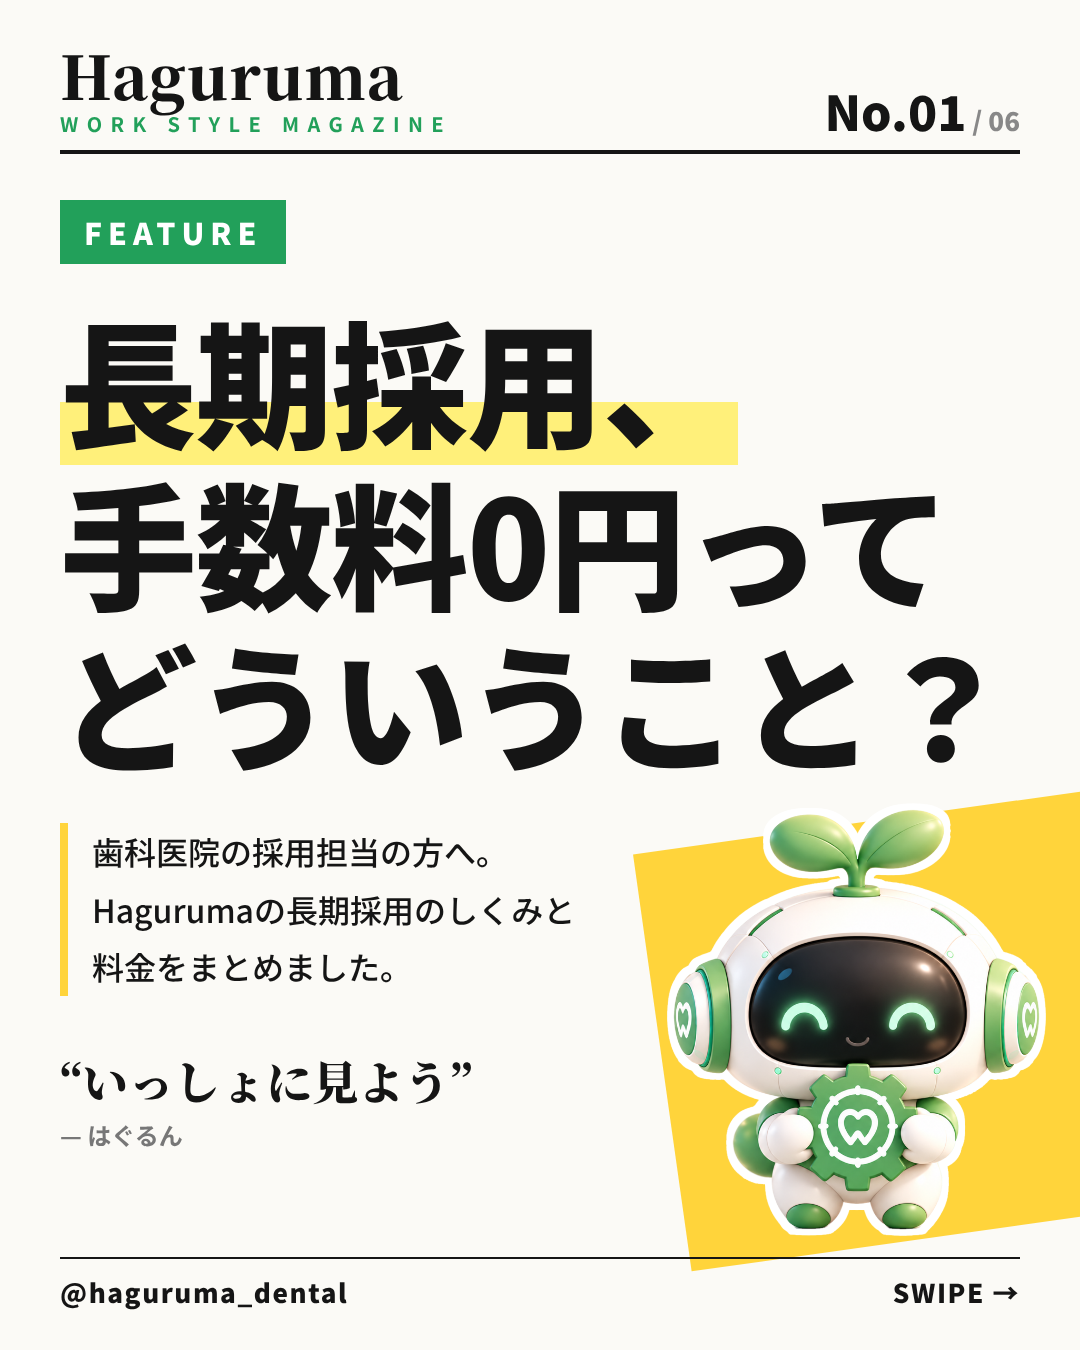 Haguruma
WORK STYLE MAGAZINE
No.01 / 06
FEATURE
長期採用、
手数料0円って
どういうこと？
歯科医院の採用担当の方へ。
Hagurumaの長期採用のしくみと
料金をまとめました。
“いっしょに見よう”
— はぐるん
@haguruma_dental
SWIPE →